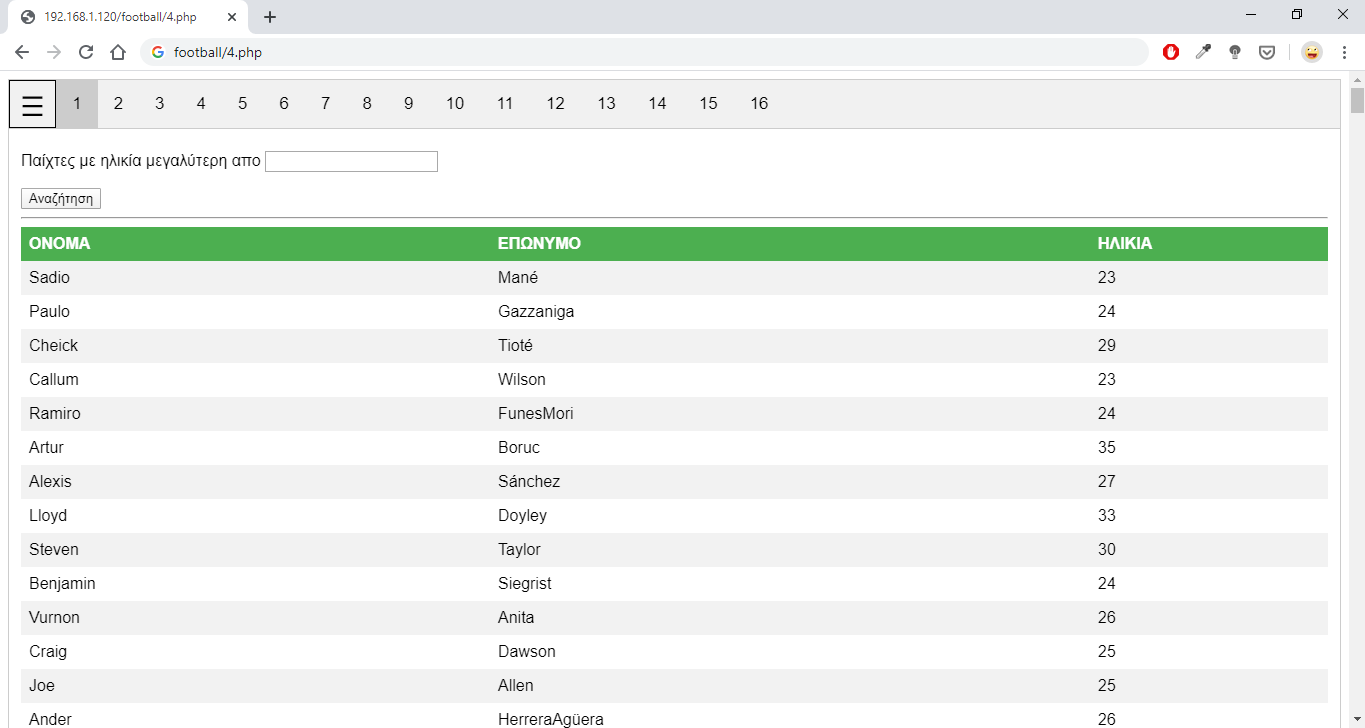 192.168.1.120/football/4.php
football/4.php
1 2 3 4 5 6 7 8 9 10 11 12 13 14 15 16
Παίχτες με ηλικία μεγαλύτερη απο
Αναζήτηση
ΟΝΟΜΑ ΕΠΩΝΥΜΟ ΗΛΙΚΙΑ
Sadio Mané 23
Paulo Gazzaniga 24
Cheick Tioté 29
Callum Wilson 23
Ramiro FunesMori 24
Artur Boruc 35
Alexis Sánchez 27
Lloyd Doyley 33
Steven Taylor 30
Benjamin Siegrist 24
Vurnon Anita 26
Craig Dawson 25
Joe Allen 25
Ander HerreraAgüera 26